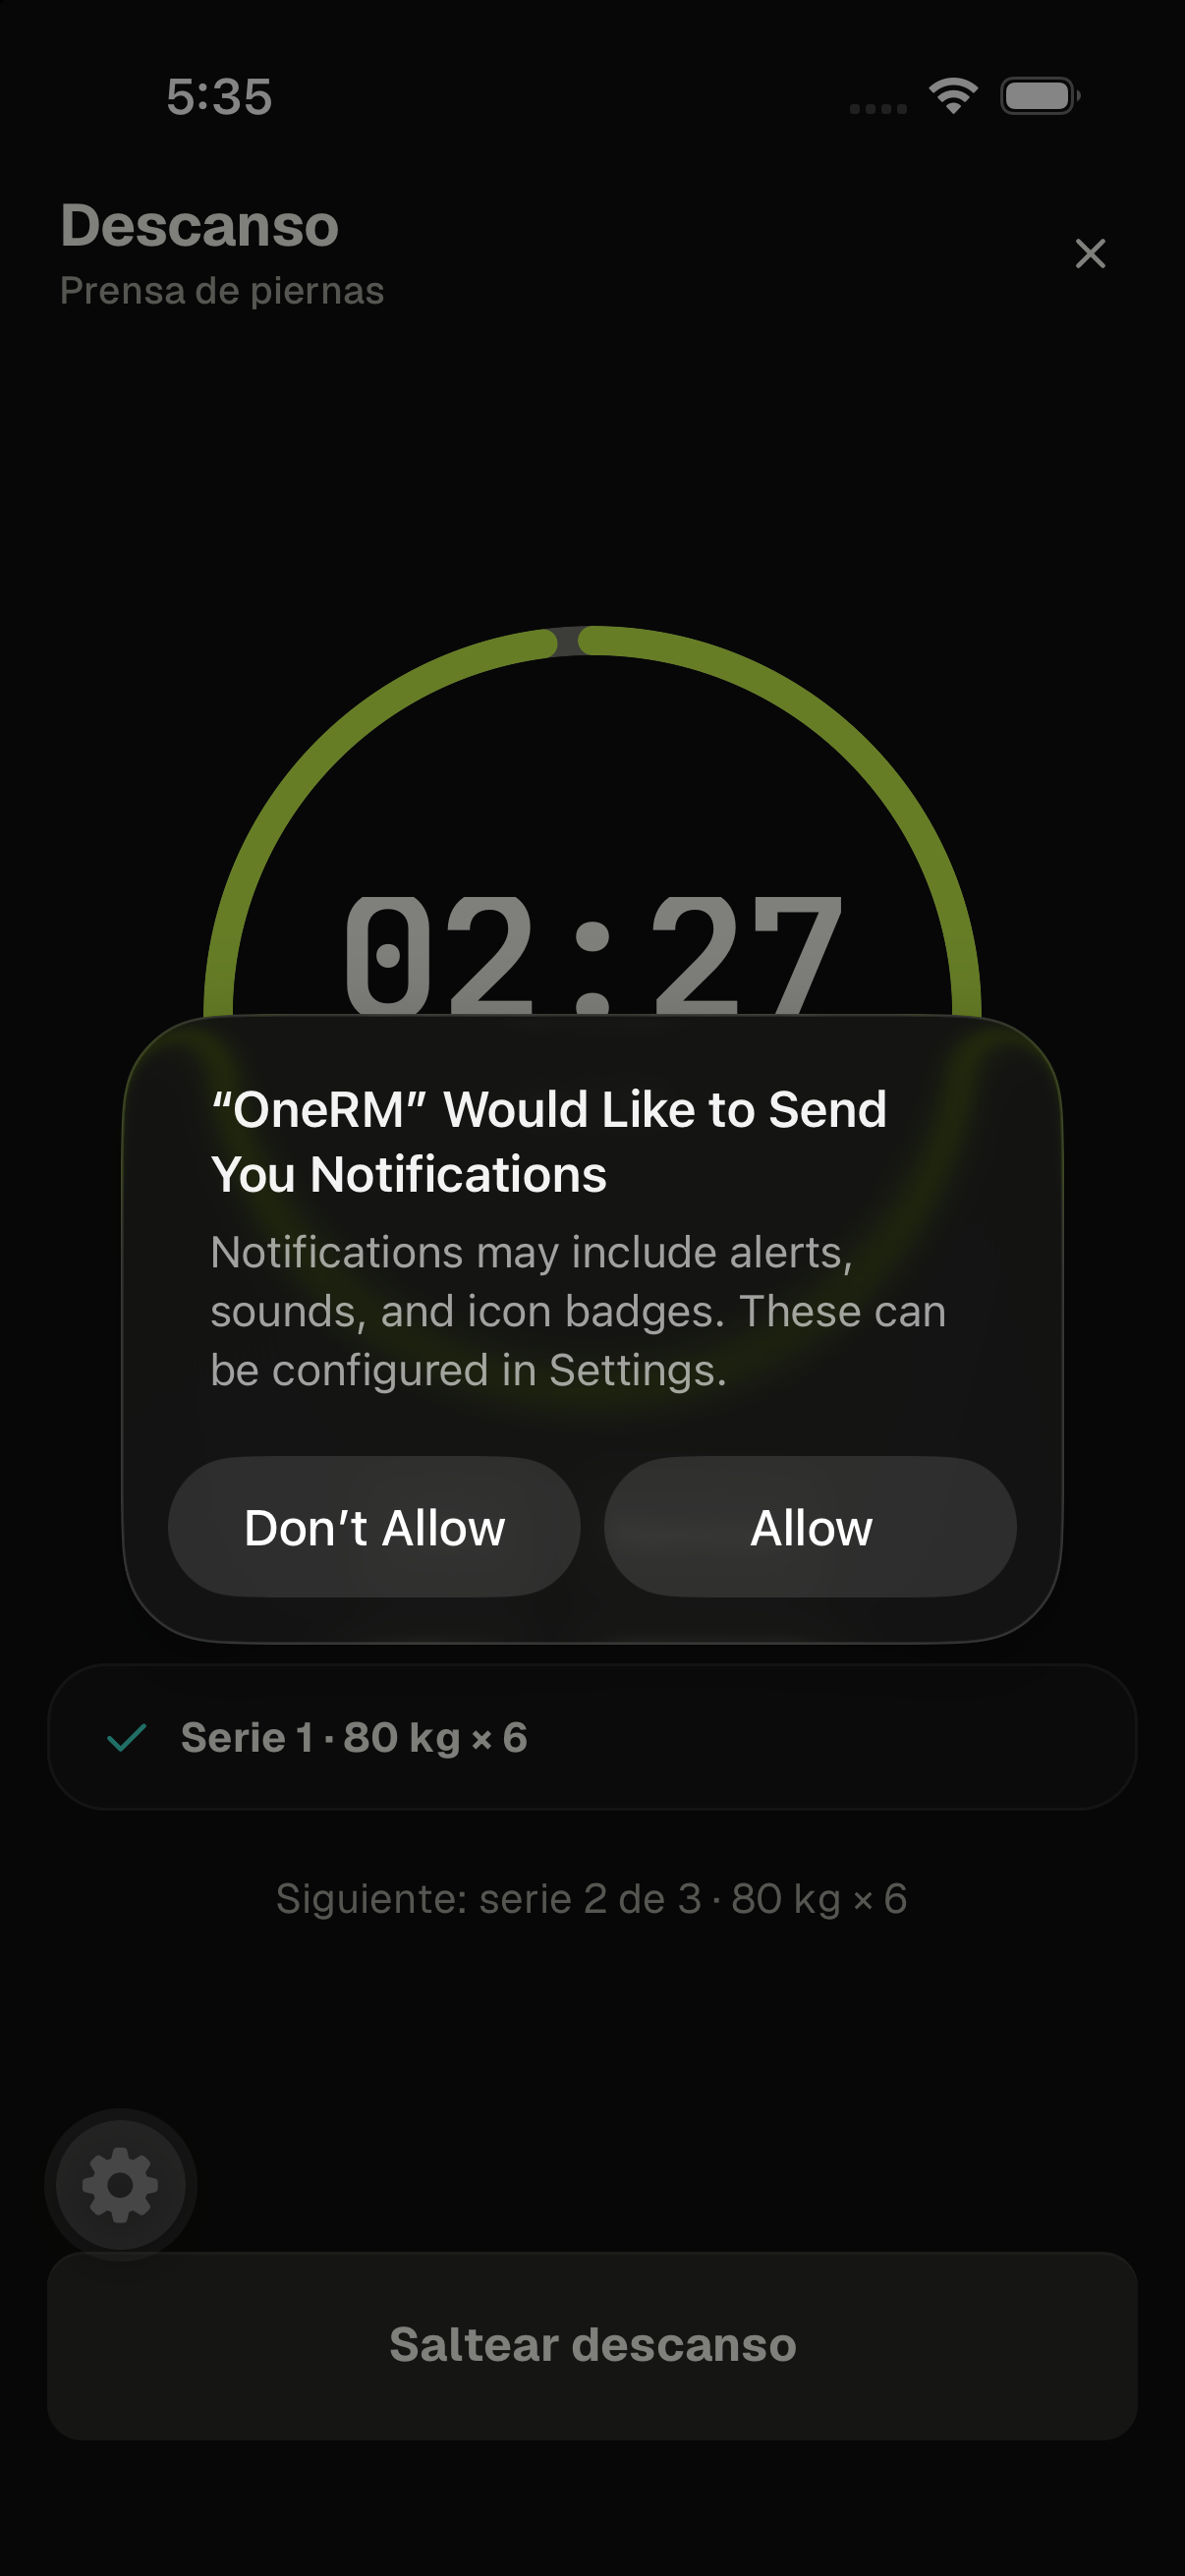 5:35
Descanso
Prensa de piernas
02:27
“OneRM” Would Like to Send
You Notifications
Notifications may include alerts,
sounds, and icon badges. These can
be configured in Settings.
Don’t Allow
Allow
Serie 1 · 80 kg × 6
Siguiente: serie 2 de 3 · 80 kg × 6
Saltear descanso